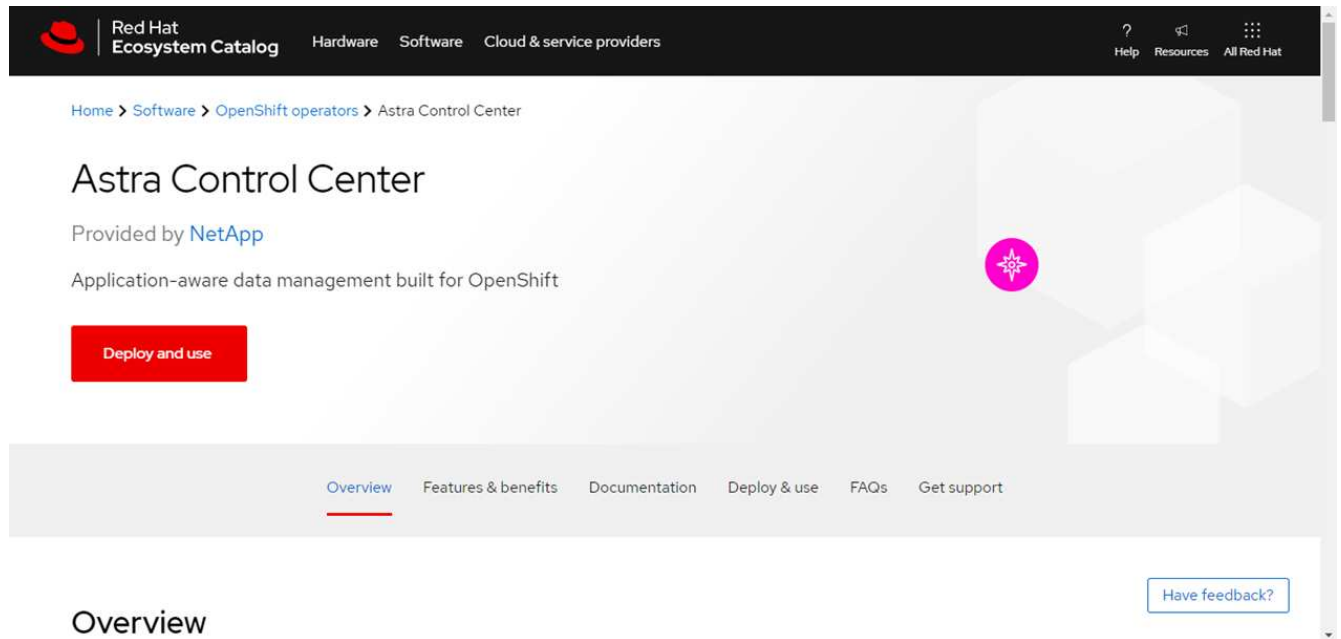 Red Hat
Ecosystem Catalog
Hardware Software Cloud & service providers
?
Help Resources All Red Hat
Home > Software > OpenShift operators > Astra Control Center
Astra Control Center
Provided by NetApp
Application-aware data management built for OpenShift
Deploy and use
Overview Features & benefits Documentation Deploy & use FAQs Get support
Have feedback?
Overview